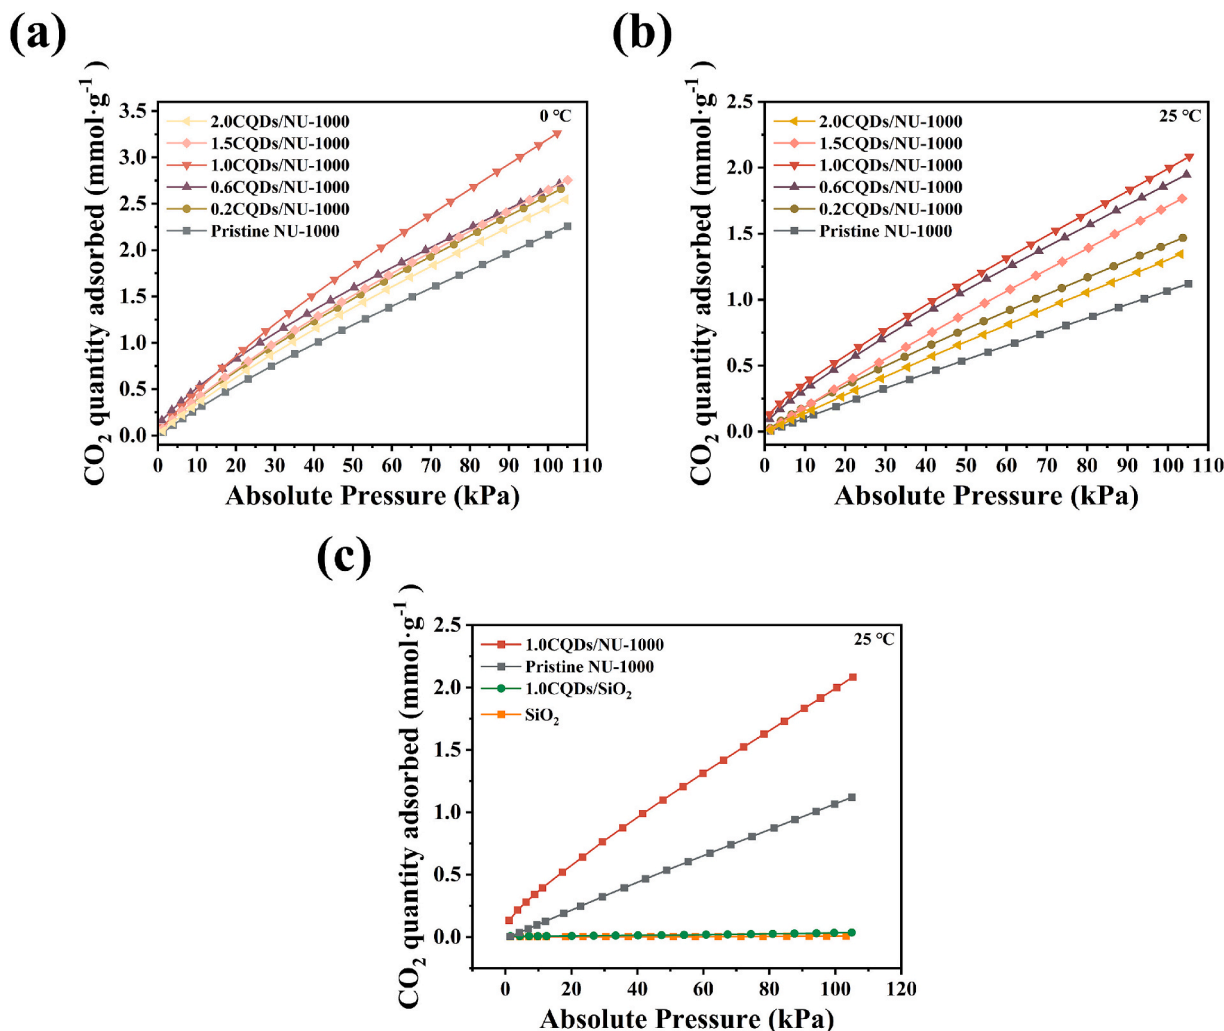 (a)
CO2 quantity adsorbed (mmol·g-1)
3.5
3.0
2.5
2.0
1.5
1.0
0.5
0.0
0 °C
2.0CQDs/NU-1000
1.5CQDs/NU-1000
1.0CQDs/NU-1000
0.6CQDs/NU-1000
0.2CQDs/NU-1000
Pristine NU-1000
0 10 20 30 40 50 60 70 80 90 100 110
Absolute Pressure (kPa)
(b)
CO2 quantity adsorbed (mmol·g-1)
2.5
2.0
1.5
1.0
0.5
0.0
25 °C
2.0CQDs/NU-1000
1.5CQDs/NU-1000
1.0CQDs/NU-1000
0.6CQDs/NU-1000
0.2CQDs/NU-1000
Pristine NU-1000
0 10 20 30 40 50 60 70 80 90 100 110
Absolute Pressure (kPa)
(c)
CO2 quantity adsorbed (mmol·g-1)
2.5
2.0
1.5
1.0
0.5
0.0
25 °C
1.0CQDs/NU-1000
Pristine NU-1000
1.0CQDs/SiO2
SiO2
0 20 40 60 80 100 120
Absolute Pressure (kPa)